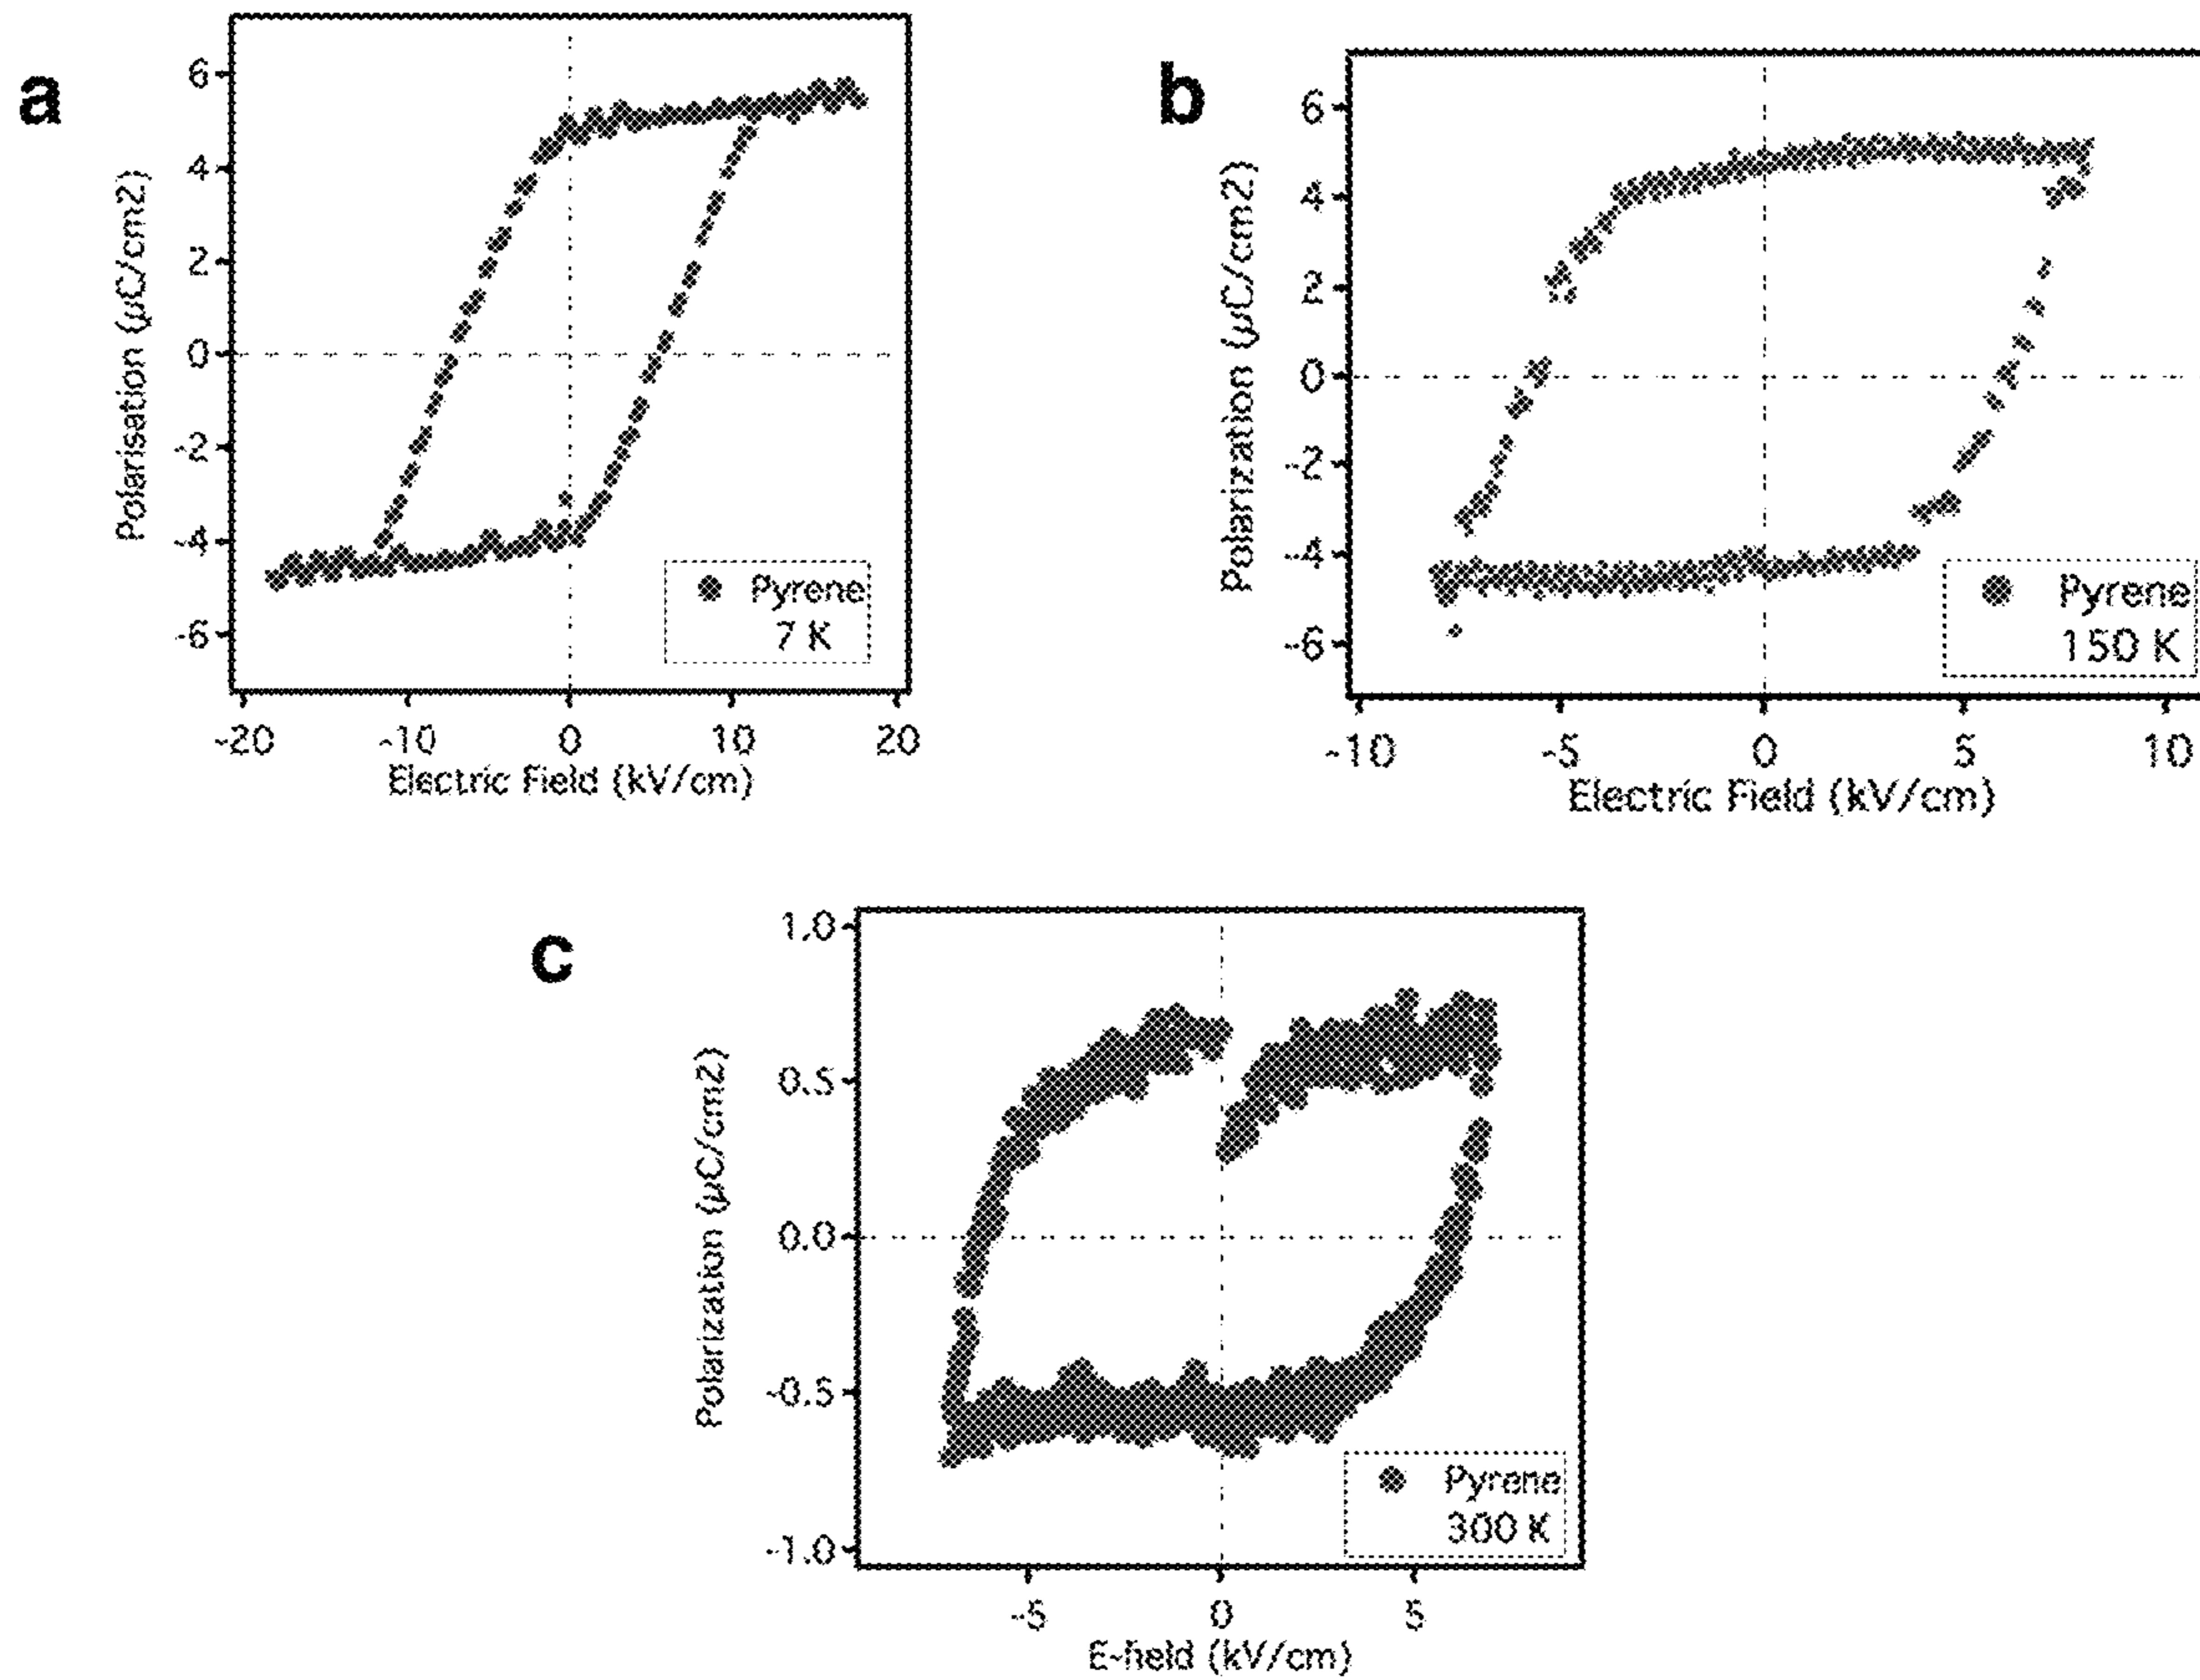 a
6
4
2
0
-2
-4
-6
Polarisation (μC/cm2)
Pyrene
7 K
-20 -10 0 10 20
Electric Field (kV/cm)
b
6
4
2
0
-2
-4
-6
Polarization (μC/cm2)
Pyrene
150 K
-10 -5 0 5 10
Electric Field (kV/cm)
c
1.0
0.5
0.0
-0.5
-1.0
Polarization (μC/cm2)
Pyrene
300 K
-5 0 5
E-field (kV/cm)